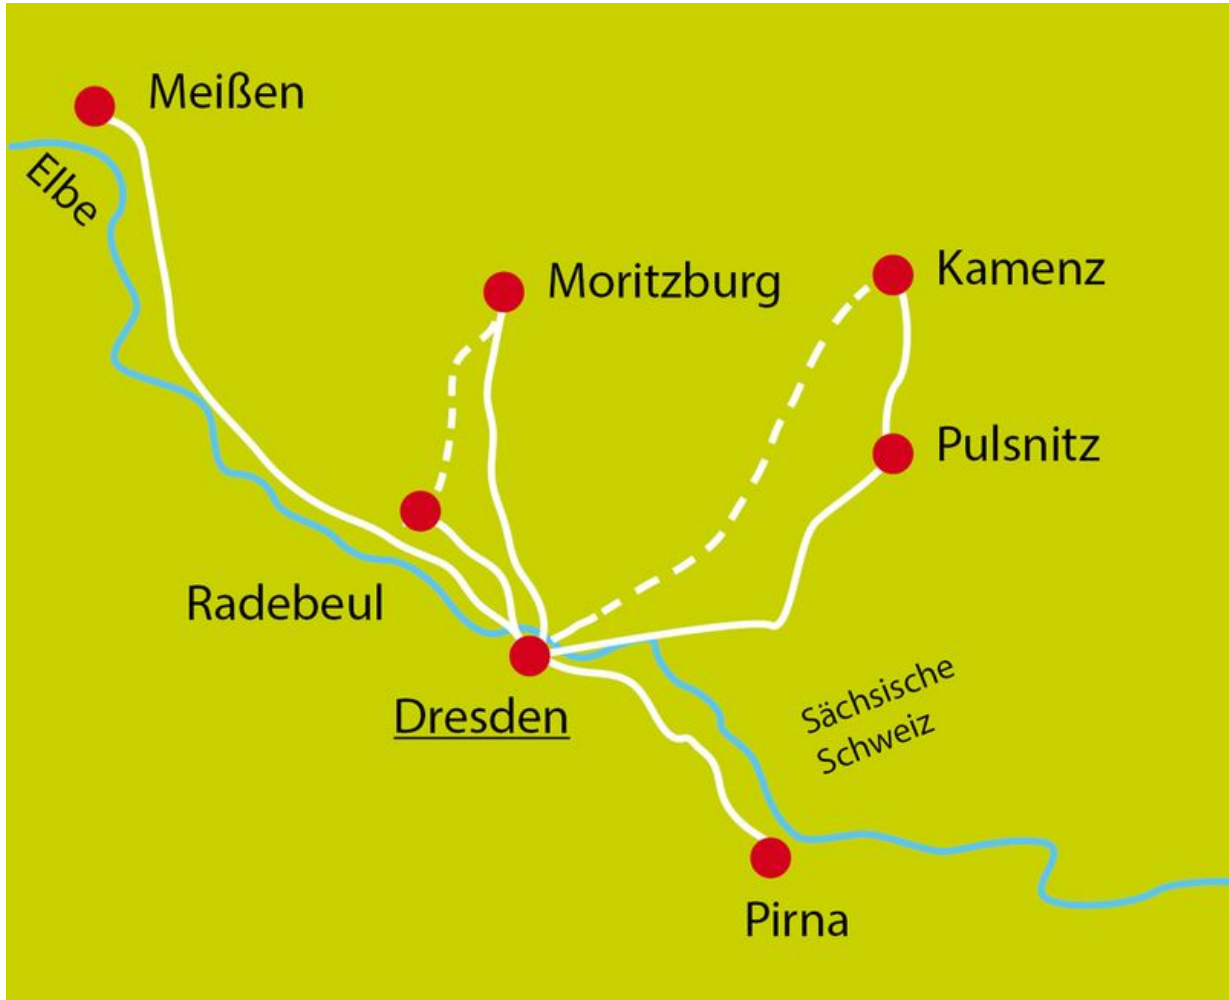 Meißen
Elbe
Moritzburg
Kamenz
Pulsnitz
Radebeul
Dresden
Sächsische
Schweiz
Pirna